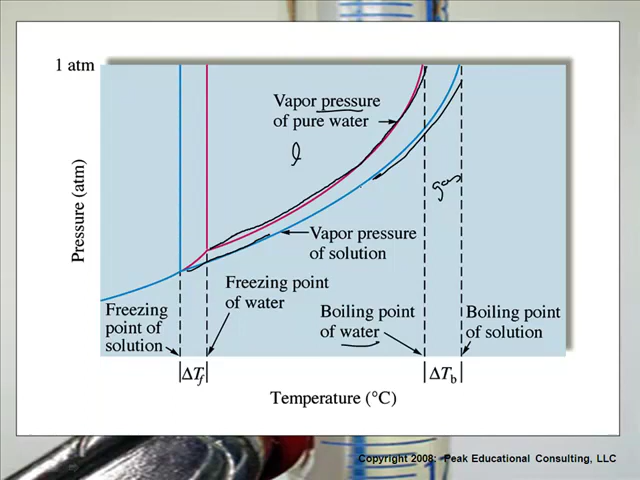 1 atm
Vapor pressure
of pure water
l
gas
Pressure (atm)
Vapor pressure
of solution
Freezing point
of water
Freezing
point of
solution
Boiling point
of water
Boiling point
of solution
|ΔTf|
|ΔTb|
Temperature (°C)
Copyright 2008: Peak Educational Consulting, LLC